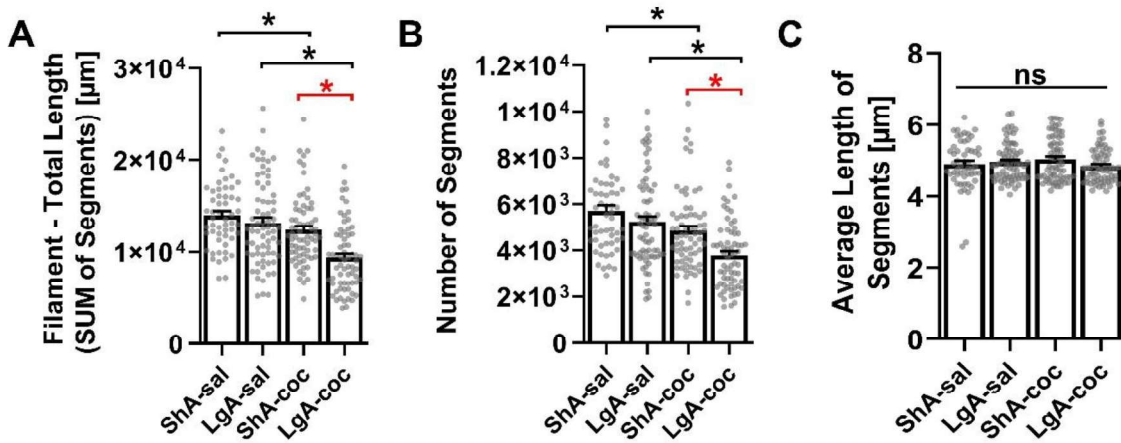 A
Filament - Total Length
(SUM of Segments) [µm]
3×10⁴
2×10⁴
1×10⁴
0
*
*
*
ShA-sal
LgA-sal
ShA-coc
LgA-coc
B
Number of Segments
1.2×10⁴
1×10⁴
8×10³
6×10³
4×10³
2×10³
0
*
*
*
ShA-sal
LgA-sal
ShA-coc
LgA-coc
C
Average Length of
Segments [µm]
8
6
4
2
0
ns
ShA-sal
LgA-sal
ShA-coc
LgA-coc